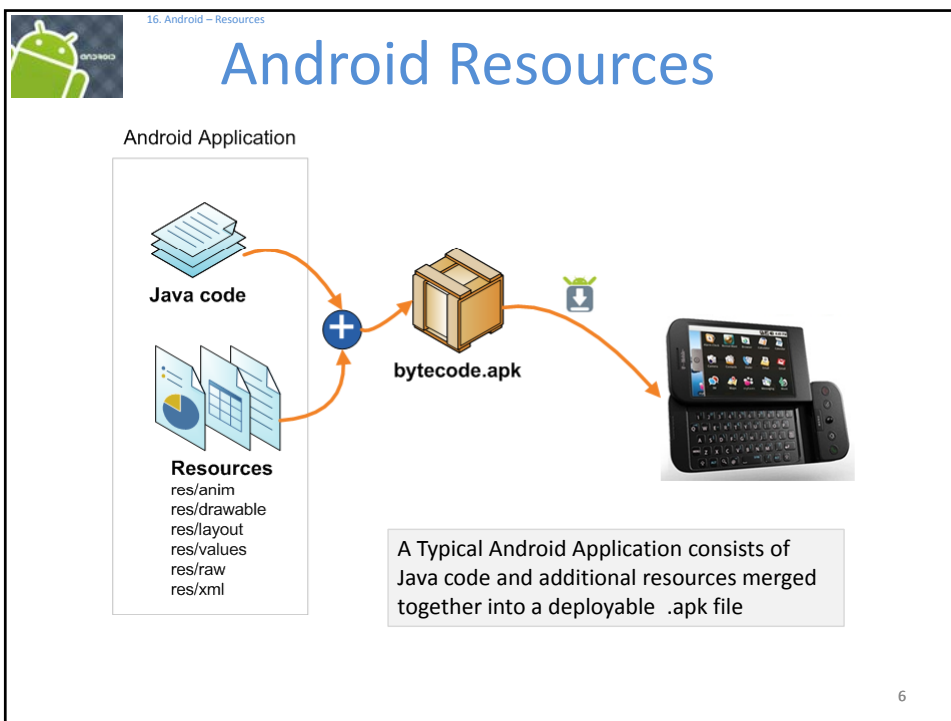 16. Android – Resources
ANDROID
Android Resources
Android Application
Java code
bytecode.apk
Resources
res/anim
res/drawable
res/layout
res/values
res/raw
res/xml
A Typical Android Application consists of
Java code and additional resources merged
together into a deployable .apk file
6